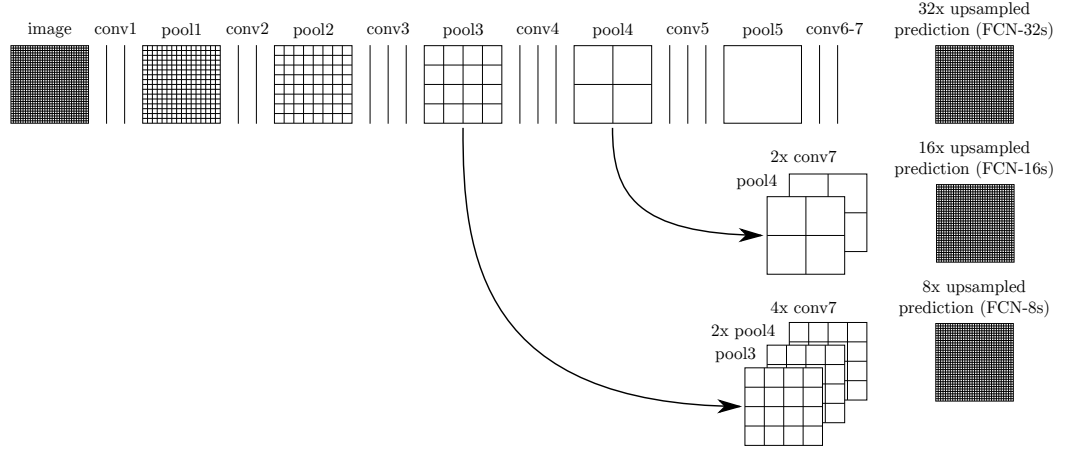 image conv1 pool1 conv2 pool2 conv3 pool3 conv4 pool4 conv5 pool5 conv6-7
32x upsampled
prediction (FCN-32s)
16x upsampled
prediction (FCN-16s)
2x conv7
pool4
8x upsampled
prediction (FCN-8s)
4x conv7
2x pool4
pool3